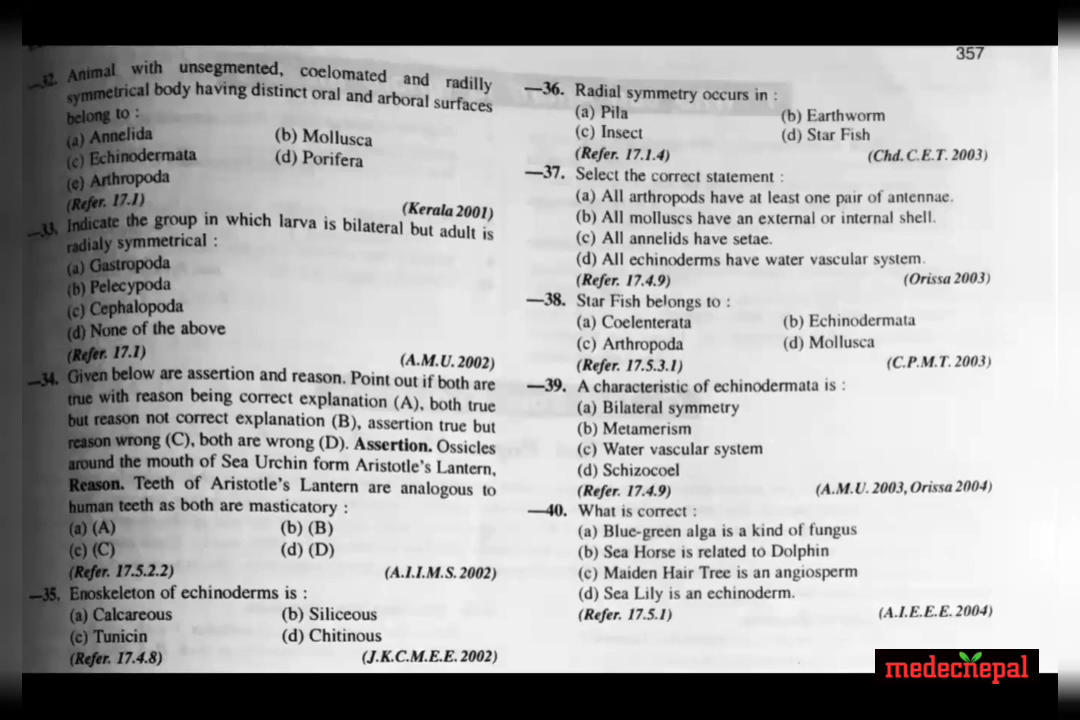 357
—32. Animal with unsegmented, coelomated and radilly
symmetrical body having distinct oral and arboral surfaces
belong to :
(a) Annelida (b) Mollusca
(c) Echinodermata (d) Porifera
(e) Arthropoda
(Refer. 17.1)
(Kerala 2001)
—33. Indicate the group in which larva is bilateral but adult is
radialy symmetrical :
(a) Gastropoda
(b) Pelecypoda
(c) Cephalopoda
(d) None of the above
(Refer. 17.1)
(A.M.U. 2002)
—34. Given below are assertion and reason. Point out if both are
true with reason being correct explanation (A), both true
but reason not correct explanation (B), assertion true but
reason wrong (C), both are wrong (D). Assertion. Ossicles
around the mouth of Sea Urchin form Aristotle's Lantern,
Reason. Teeth of Aristotle's Lantern are analogous to
human teeth as both are masticatory :
(a) (A) (b) (B)
(c) (C) (d) (D)
(Refer. 17.5.2.2) (A.I.I.M.S. 2002)
—35. Enoskeleton of echinoderms is :
(a) Calcareous (b) Siliceous
(c) Tunicin (d) Chitinous
(Refer. 17.4.8) (J.K.C.M.E.E. 2002)
—36. Radial symmetry occurs in :
(a) Pila (b) Earthworm
(c) Insect (d) Star Fish
(Refer. 17.1.4) (Chd. C.E.T. 2003)
—37. Select the correct statement :
(a) All arthropods have at least one pair of antennae.
(b) All molluscs have an external or internal shell.
(c) All annelids have setae.
(d) All echinoderms have water vascular system.
(Refer. 17.4.9) (Orissa 2003)
—38. Star Fish belongs to :
(a) Coelenterata (b) Echinodermata
(c) Arthropoda (d) Mollusca
(Refer. 17.5.3.1) (C.P.M.T. 2003)
—39. A characteristic of echinodermata is :
(a) Bilateral symmetry
(b) Metamerism
(c) Water vascular system
(d) Schizocoel
(Refer. 17.4.9) (A.M.U. 2003, Orissa 2004)
—40. What is correct :
(a) Blue-green alga is a kind of fungus
(b) Sea Horse is related to Dolphin
(c) Maiden Hair Tree is an angiosperm
(d) Sea Lily is an echinoderm.
(Refer. 17.5.1) (A.I.E.E.E. 2004)
medecnepal